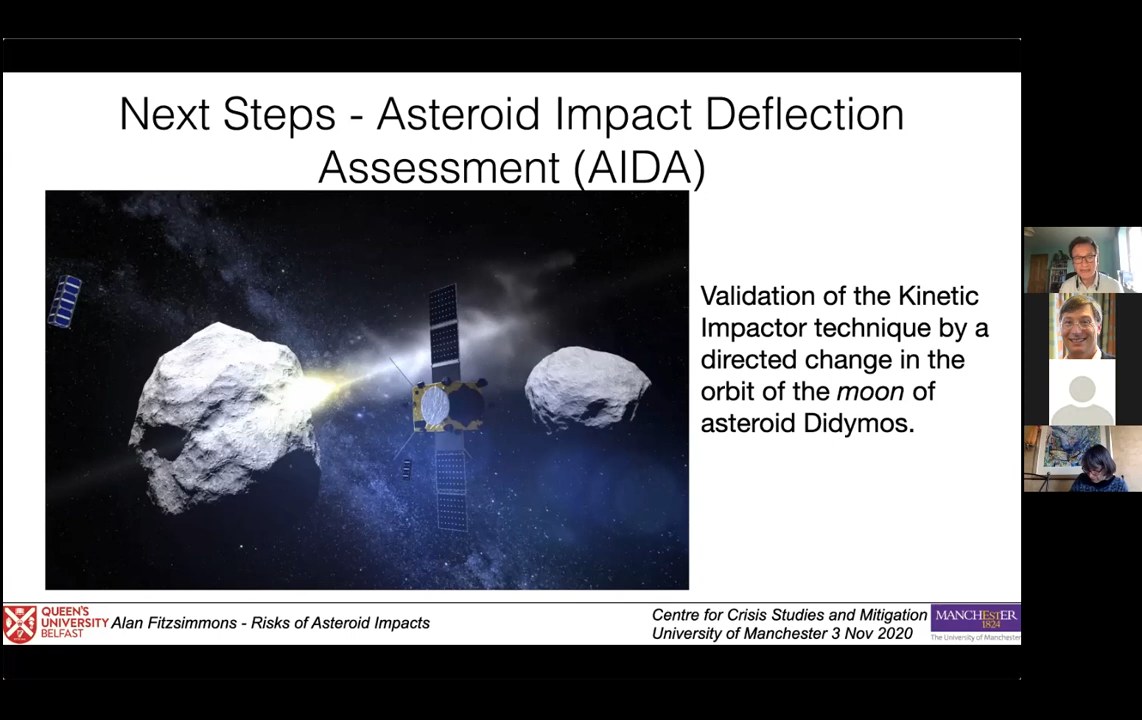 Next Steps - Asteroid Impact Deflection
Assessment (AIDA)
Validation of the Kinetic
Impactor technique by a
directed change in the
orbit of the moon of
asteroid Didymos.
QUEEN'S
UNIVERSITY
BELFAST
Alan Fitzsimmons - Risks of Asteroid Impacts
Centre for Crisis Studies and Mitigation
University of Manchester 3 Nov 2020
MANCHESTER
1824
The University of Manchester